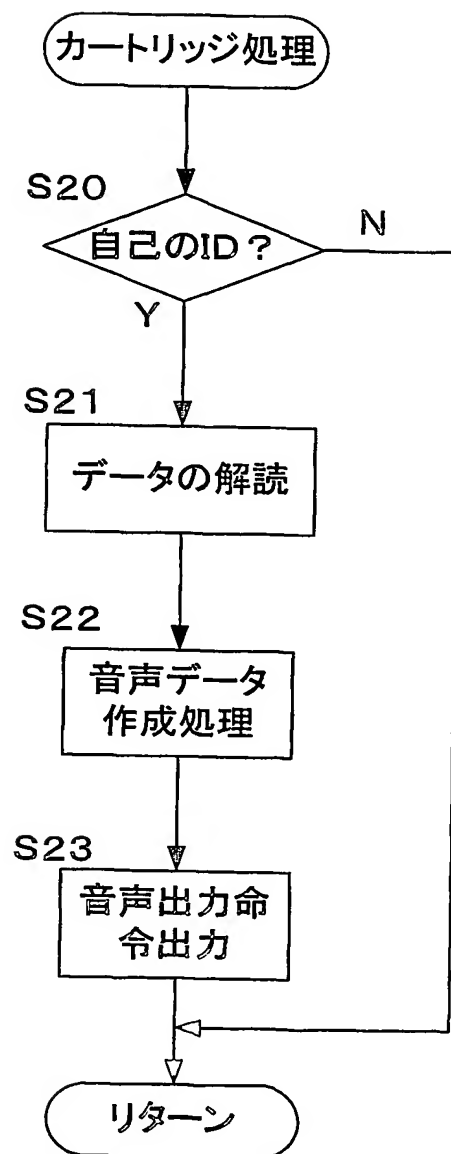 カートリッジ処理
S20
自己のID?
N
Y
S21
データの解読
S22
音声データ
作成処理
S23
音声出力命
令出力
リターン